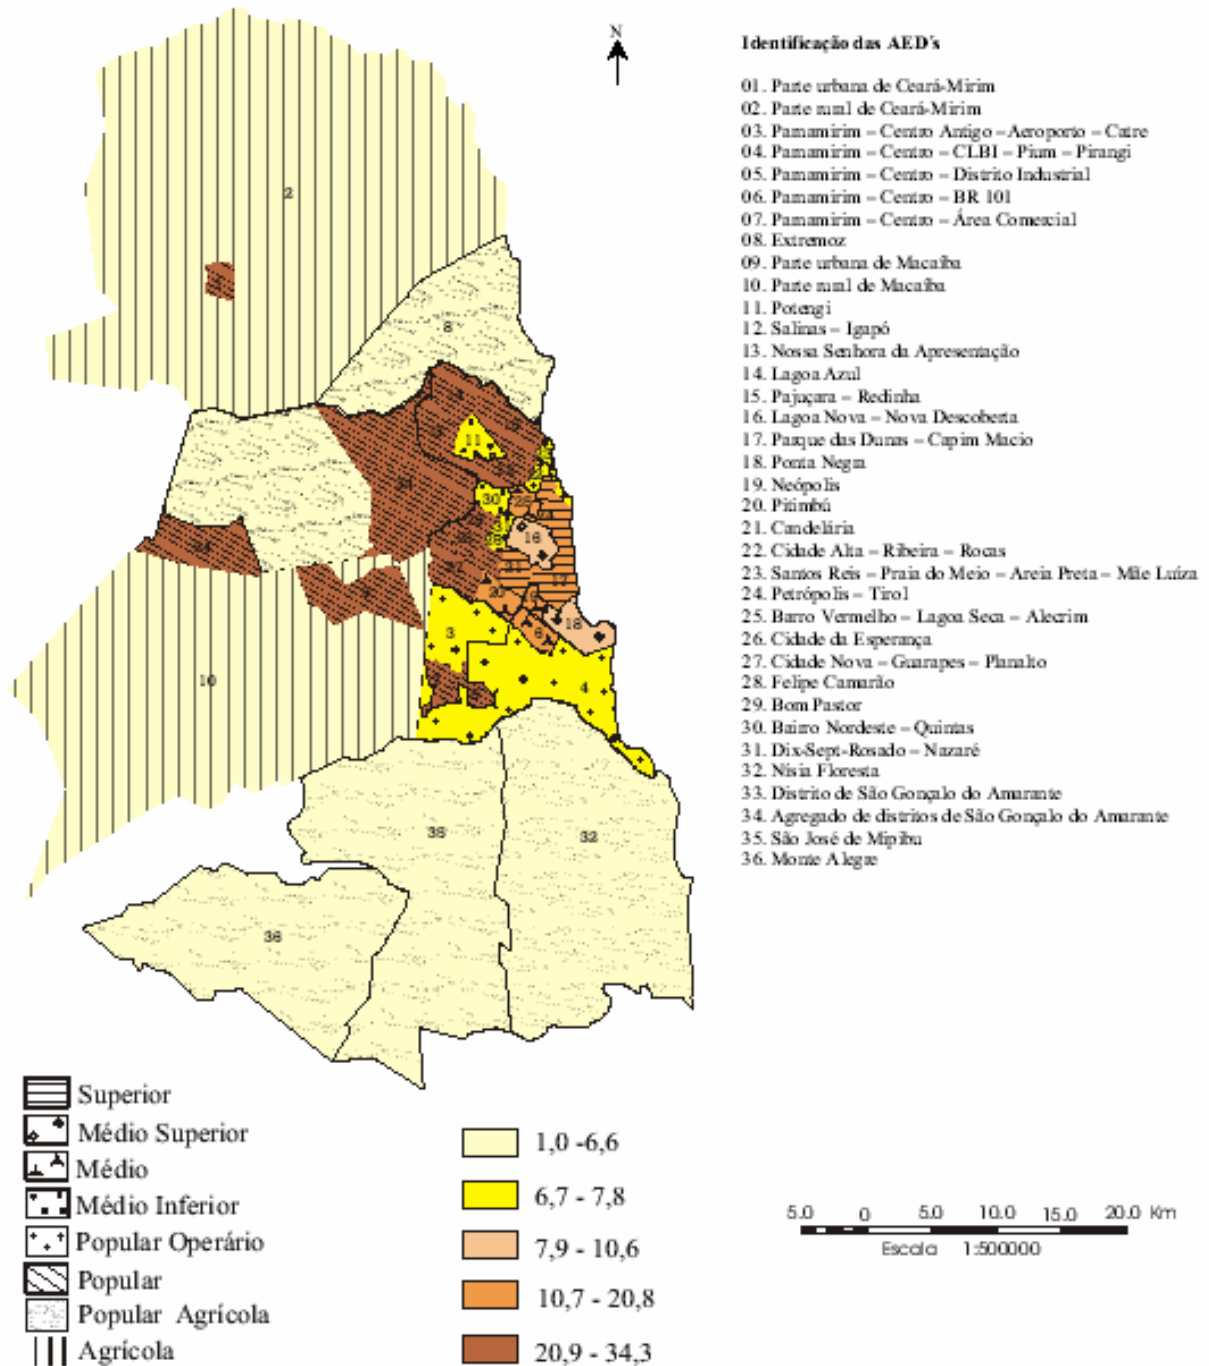 N
Identificação das AED's
01. Parte urbana de Ceará-Mirim
02. Parte rural de Ceará-Mirim
03. Parnamirim – Centro Antigo – Aeroporto – Catre
04. Parnamirim – Centro – CLBI – Pium – Pirangi
05. Parnamirim – Centro – Distrito Industrial
06. Parnamirim – Centro – BR 101
07. Parnamirim – Centro – Área Comercial
08. Extremoz
09. Parte urbana de Macaíba
10. Parte rural de Macaíba
11. Potengi
12. Salinas – Igapó
13. Nossa Senhora da Apresentação
14. Lagoa Azul
15. Pajuçara – Redinha
16. Lagoa Nova – Nova Descoberta
17. Parque das Dunas – Capim Macio
18. Ponta Negra
19. Neópolis
20. Pitimbú
21. Candelária
22. Cidade Alta – Ribeira – Rocas
23. Santos Reis – Praia do Meio – Areia Preta – Mãe Luíza
24. Petrópolis – Tirol
25. Barro Vermelho – Lagoa Seca – Alecrim
26. Cidade da Esperança
27. Cidade Nova – Guarapes – Planalto
28. Felipe Camarão
29. Bom Pastor
30. Bairro Nordeste – Quintas
31. Dix-Sept-Rosado – Nazaré
32. Nísia Floresta
33. Distrito de São Gonçalo do Amarante
34. Agregado de distritos de São Gonçalo do Amarante
35. São José de Mipibu
36. Monte Alegre
2
8
11
30
16
17
18
20
6
3
4
10
35
32
36
Superior
Médio Superior
Médio
Médio Inferior
Popular Operário
Popular
Popular Agrícola
Agrícola
1,0 -6,6
6,7 - 7,8
7,9 - 10,6
10,7 - 20,8
20,9 - 34,3
5.0 0 5.0 10.0 15.0 20.0 Km
Escala 1:500000